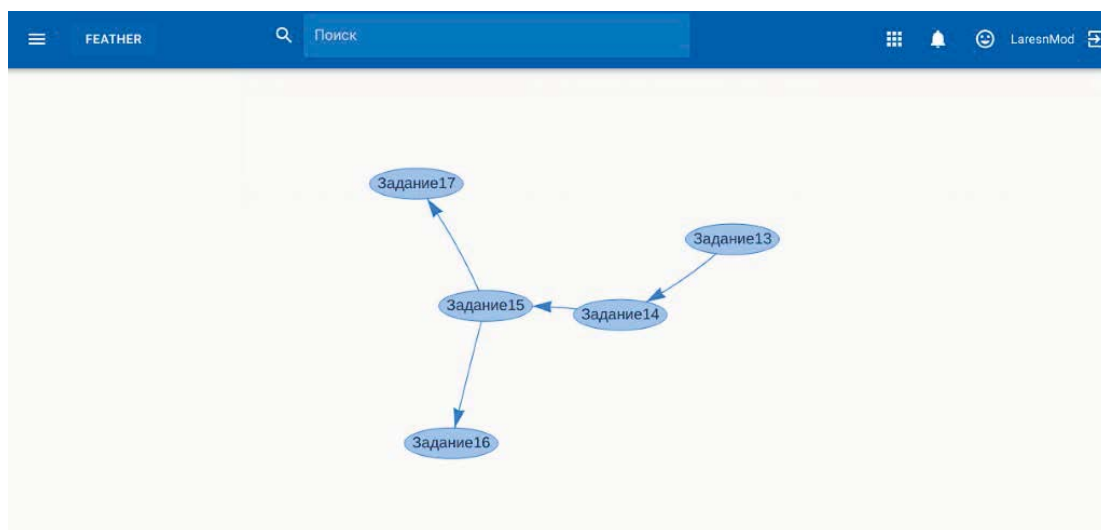 FEATHER
Поиск
LaresnMod
Задание17
Задание13
Задание15
Задание14
Задание16